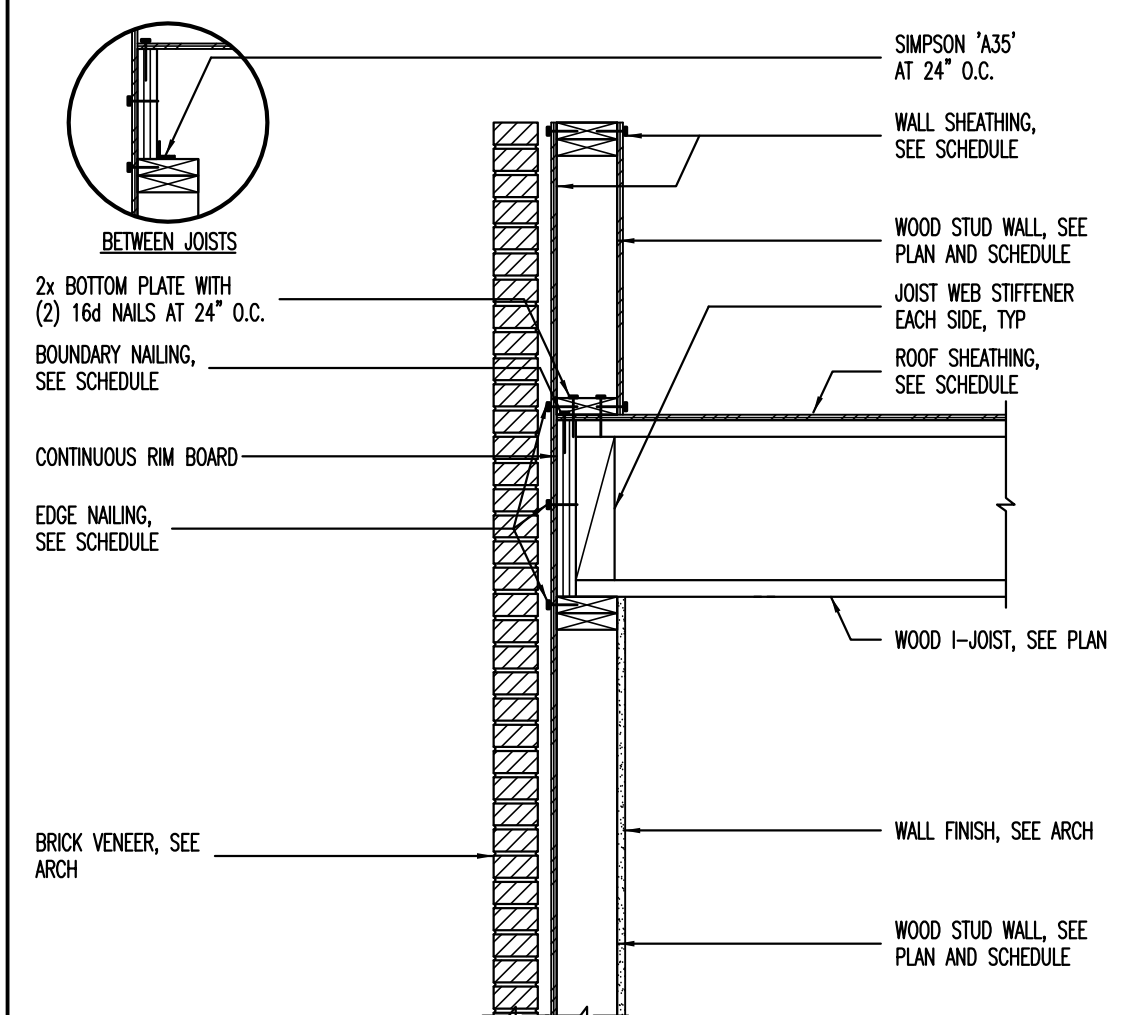 SIMPSON 'A35'
AT 24" O.C.
WALL SHEATHING,
SEE SCHEDULE
WOOD STUD WALL, SEE
PLAN AND SCHEDULE
BETWEEN JOISTS
2x BOTTOM PLATE WITH
(2) 16d NAILS AT 24" O.C.
JOIST WEB STIFFENER
EACH SIDE, TYP
BOUNDARY NAILING,
SEE SCHEDULE
ROOF SHEATHING,
SEE SCHEDULE
CONTINUOUS RIM BOARD
EDGE NAILING,
SEE SCHEDULE
WOOD I-JOIST, SEE PLAN
BRICK VENEER, SEE
ARCH
WALL FINISH, SEE ARCH
WOOD STUD WALL, SEE
PLAN AND SCHEDULE